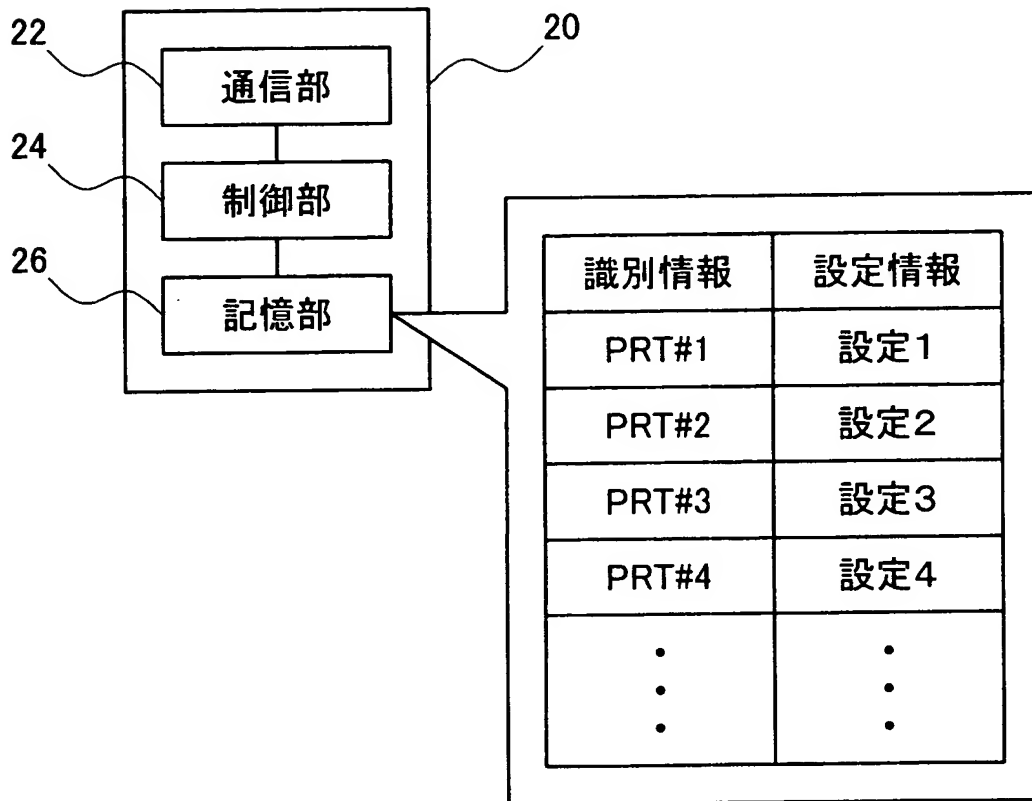 22
20
通信部
24
制御部
26
記憶部
識別情報 設定情報
PRT#1 設定1
PRT#2 設定2
PRT#3 設定3
PRT#4 設定4